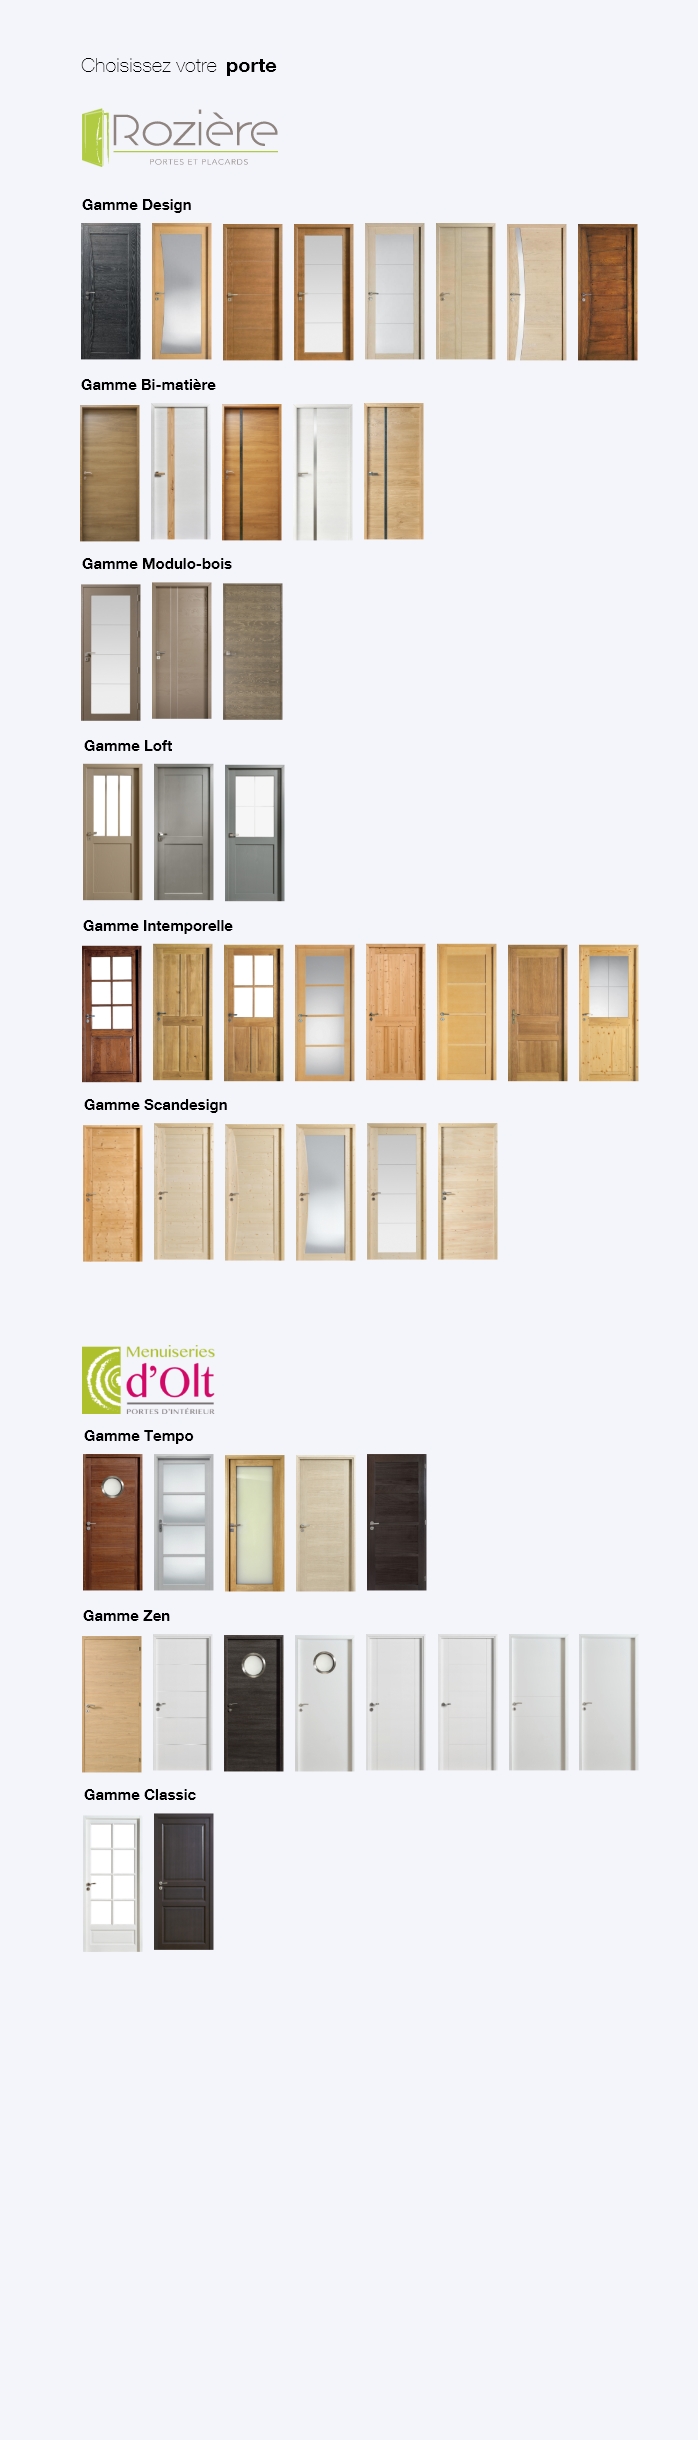 Choisissez votre porte
Rozière
PORTES ET PLACARDS
Gamme Design
Gamme Bi-matière
Gamme Modulo-bois
Gamme Loft
Gamme Intemporelle
Gamme Scandesign
Menuiseries
d'Olt
PORTES D'INTÉRIEUR
Gamme Tempo
Gamme Zen
Gamme Classic